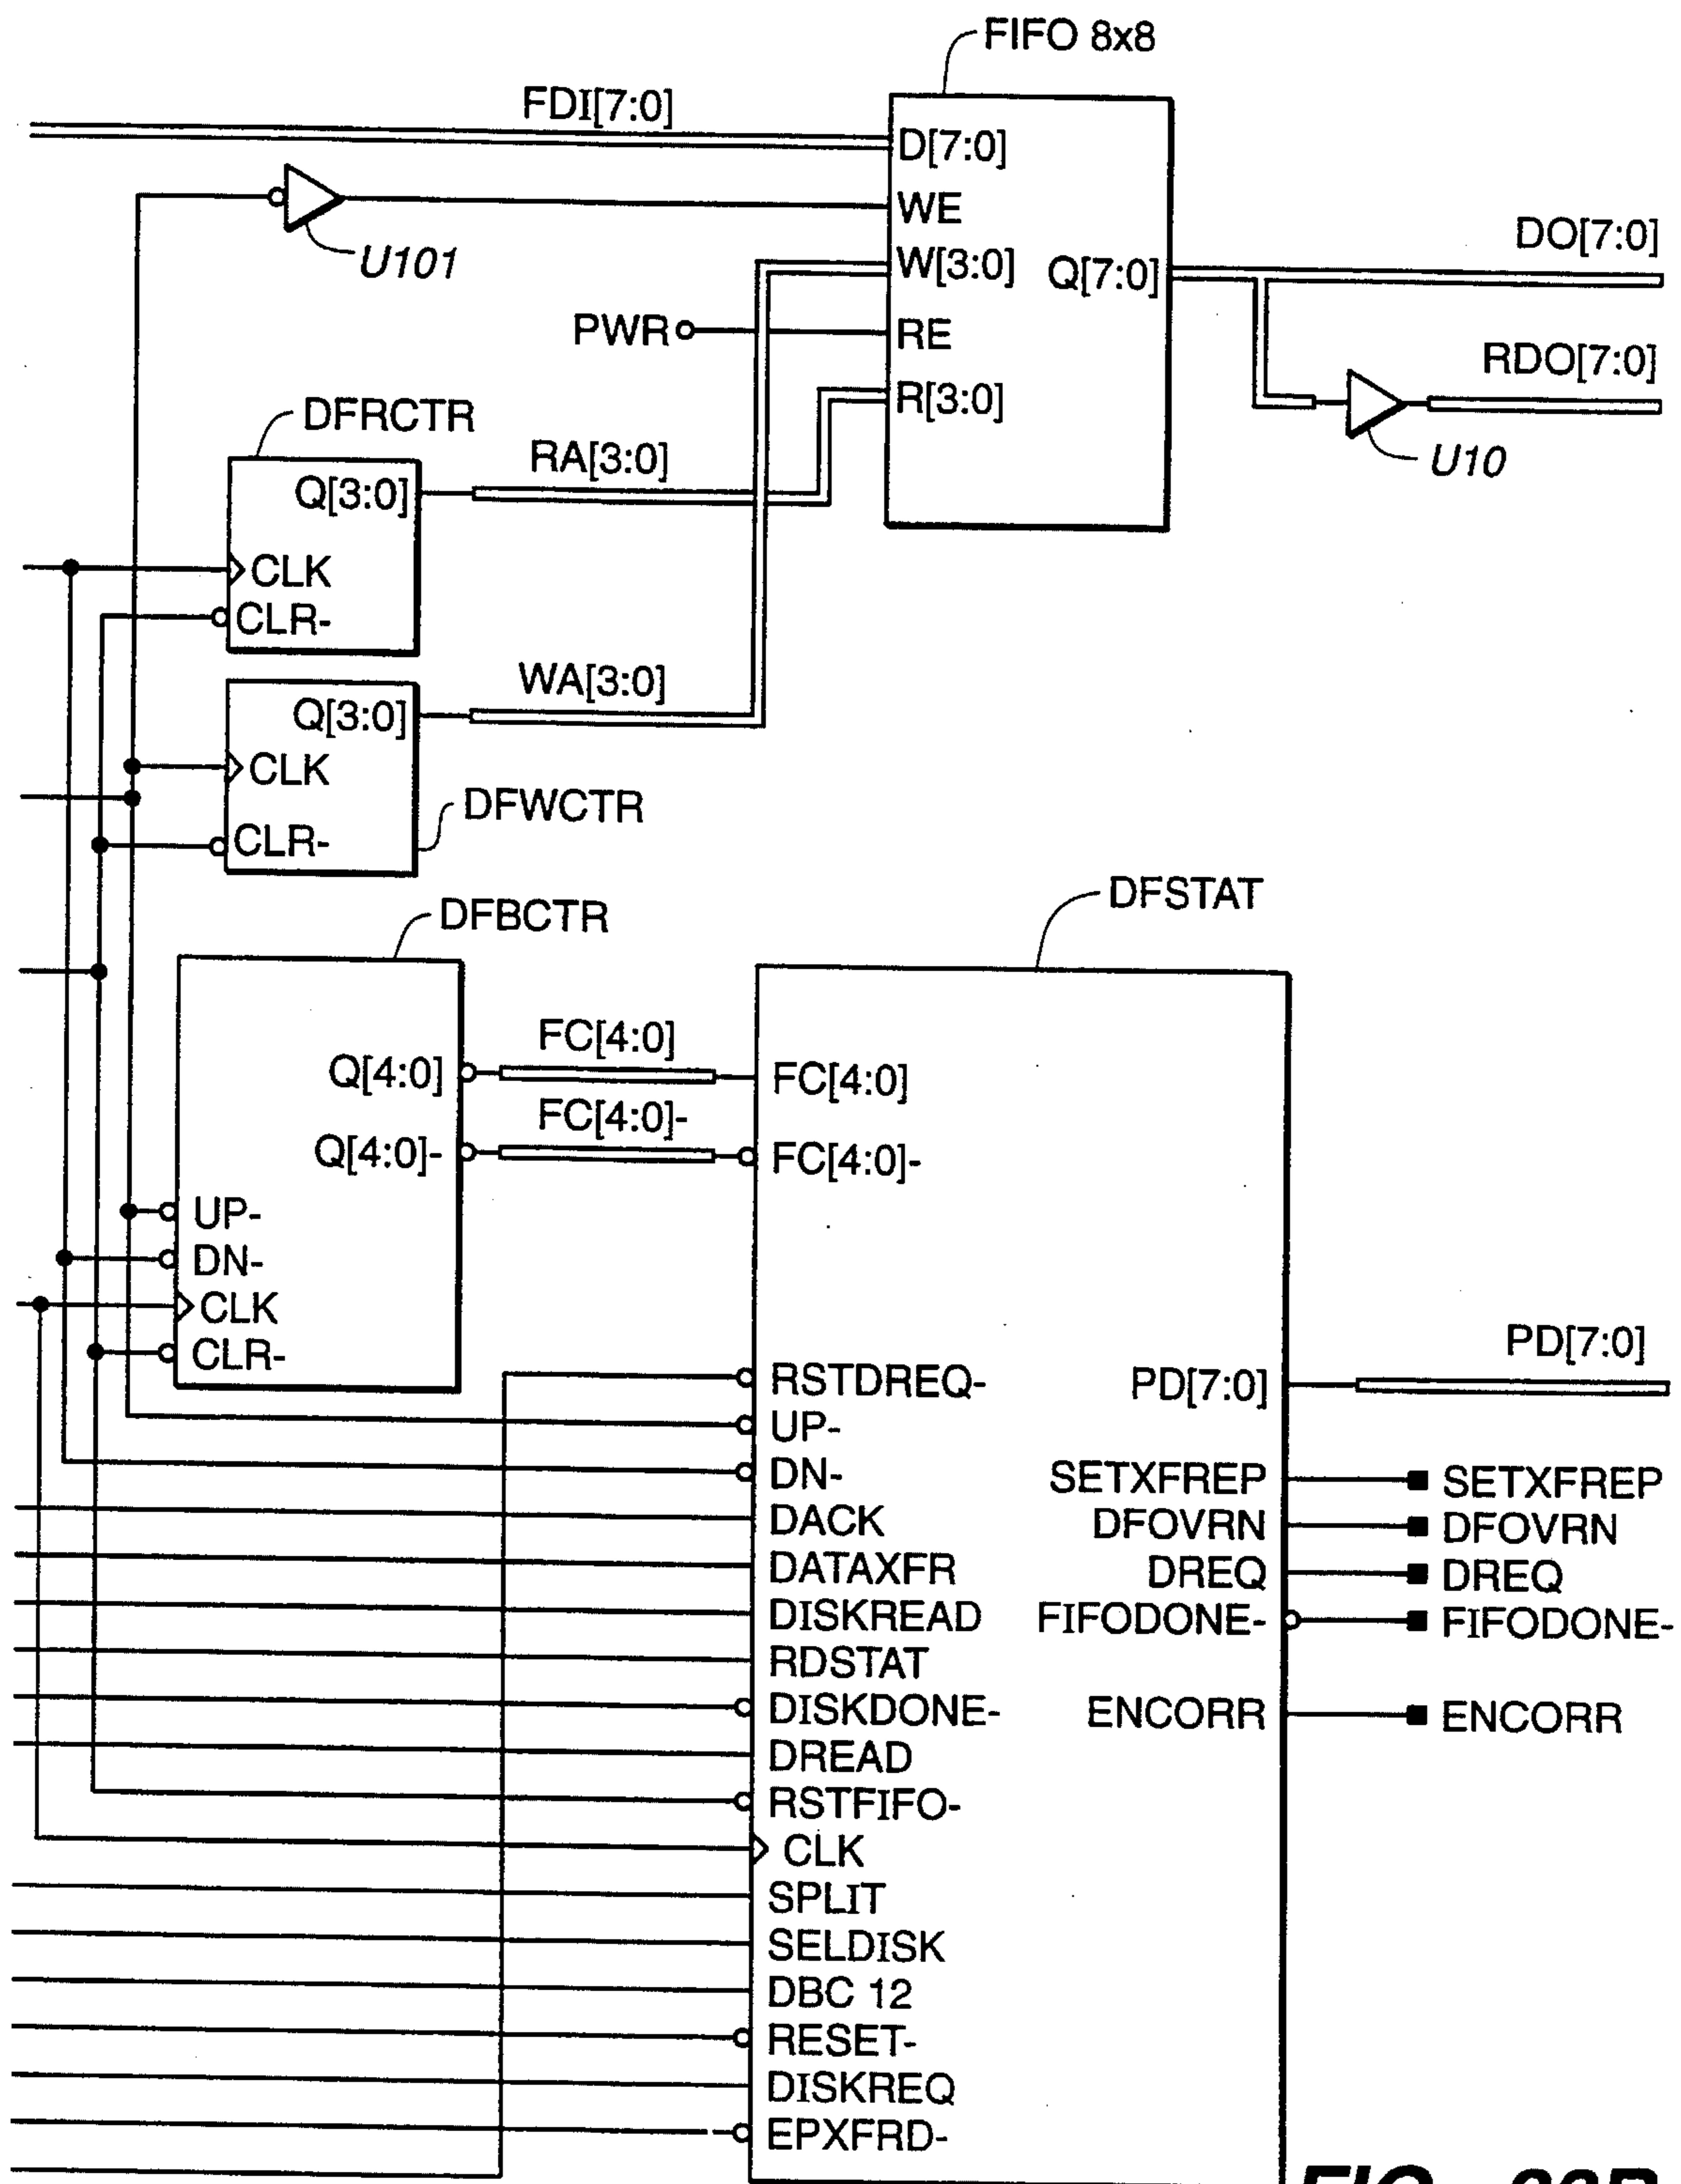 FIFO 8x8
FDI[7:0]
D[7:0]
WE
U101
W[3:0]
Q[7:0]
DO[7:0]
PWR
RE
RDO[7:0]
R[3:0]
U10
DFRCTR
RA[3:0]
Q[3:0]
CLK
CLR-
WA[3:0]
Q[3:0]
CLK
DFWCTR
CLR-
DFBCTR
DFSTAT
FC[4:0]
Q[4:0]
FC[4:0]
FC[4:0]-
Q[4:0]-
FC[4:0]-
UP-
DN-
CLK
CLR-
PD[7:0]
RSTDREQ-
PD[7:0]
UP-
DN-
SETXFREP
SETXFREP
DACK
DFOVRN
DFOVRN
DATAXFR
DREQ
DREQ
DISKREAD
FIFODONE-
FIFODONE-
RDSTAT
DISKDONE-
ENCORR
ENCORR
DREAD
RSTFIFO-
CLK
SPLIT
SELDISK
DBC 12
RESET-
DISKREQ
EPXFRD-